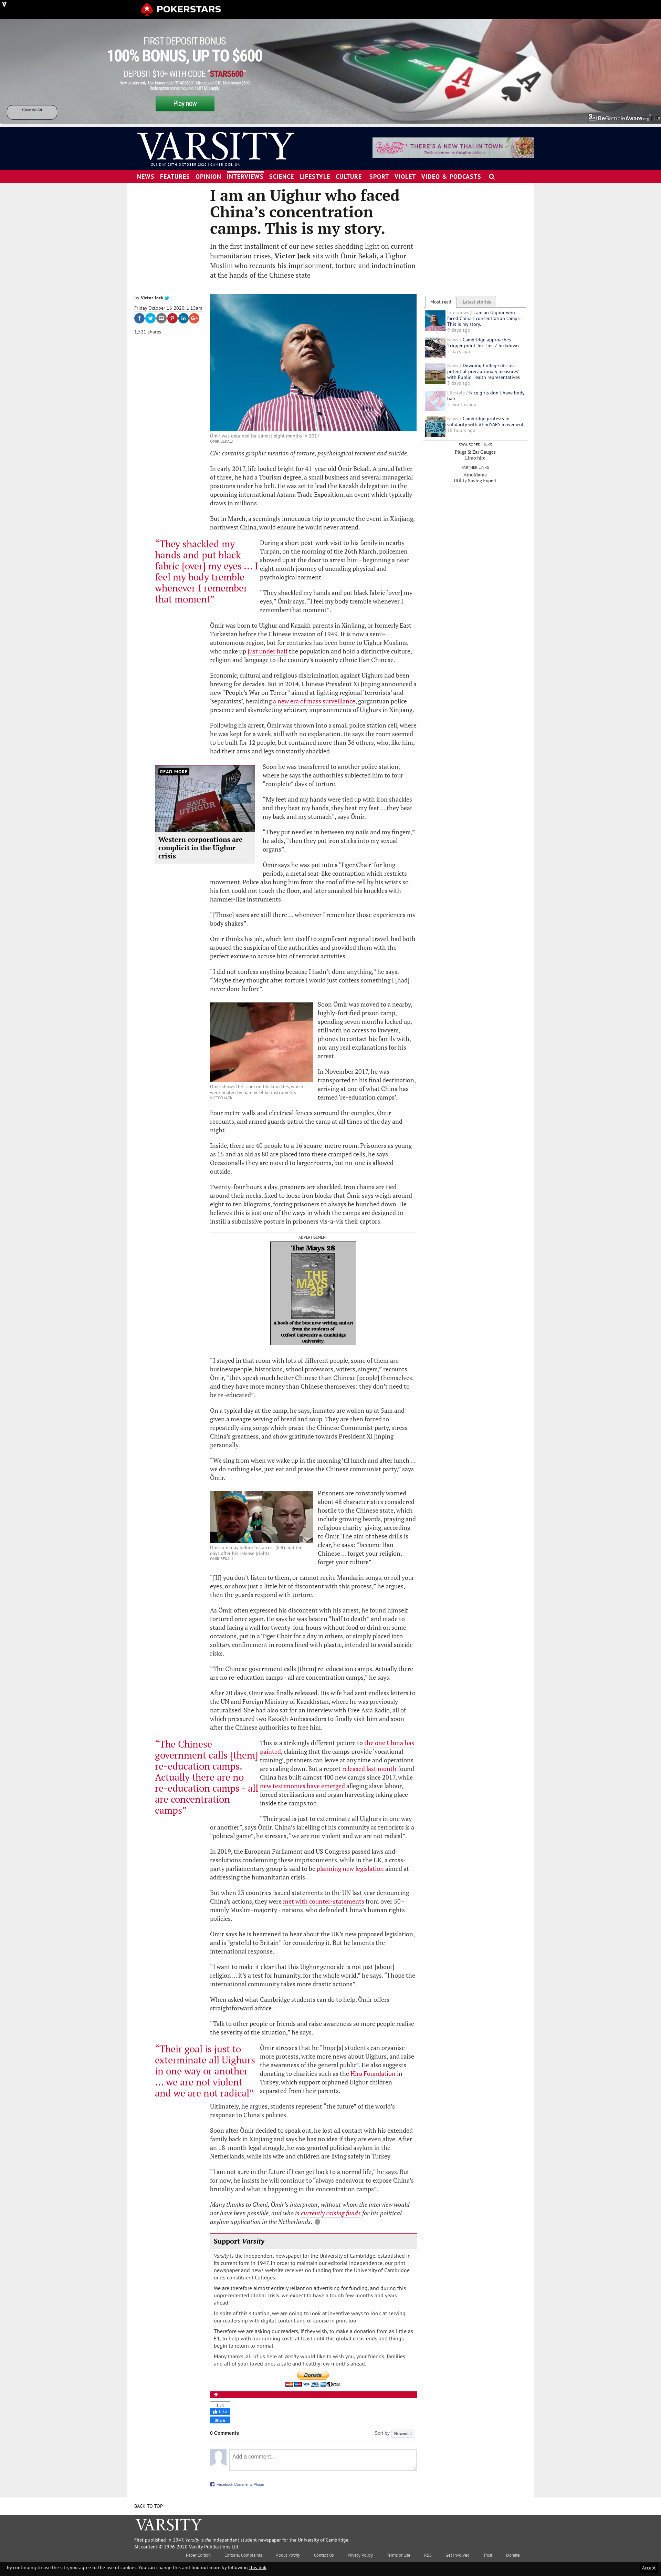 POKERSTARS
FIRST DEPOSIT BONUS
100% BONUS, UP TO $600
DEPOSIT $10+ WITH CODE "STARS600"
Play now
Close the Ad
BeGambleAware.org
VARSITY
SUNDAY 25TH OCTOBER 2020 | CAMBRIDGE, UK
THERE'S A NEW THAI IN TOWN
NEWS FEATURES OPINION INTERVIEWS SCIENCE LIFESTYLE CULTURE SPORT VIOLET VIDEO & PODCASTS
I am an Uighur who faced
China's concentration
camps. This is my story.
In the first installment of our new series shedding light on current
humanitarian crises, Victor Jack sits with Ömir Bekali, a Uighur
Muslim who recounts his imprisonment, torture and indoctrination
at the hands of the Chinese state
by Victor Jack
Friday October 16 2020, 1:15am
1,521 shares
Ömir was detained for almost eight months in 2017
ÖMIR BEKALI
Most read Latest stories
Interviews / I am an Uighur who
faced China's concentration camps.
This is my story.
9 days ago
News / Cambridge approaches
'trigger point' for Tier 2 lockdown
2 days ago
News / Downing College discuss
potential 'precautionary measures'
with Public Health representatives
3 days ago
Lifestyle / Nice girls don't have body
hair
2 months ago
News / Cambridge protests in
solidarity with #EndSARS movement
18 hours ago
SPONSORED LINKS
Plugs & Ear Gauges
Limo hire
PARTNER LINKS
AmoMama
Utility Saving Expert
CN: contains graphic mention of torture, psychological torment and suicide.
In early 2017, life looked bright for 41-year old Ömir Bekali. A proud father
of three, he had a Tourism degree, a small business and several established
houses under his belt. He was set to lead the Kazakh delegation to the
upcoming international Astana Trade Exposition, an event which typically
draws in millions.
But in March, a seemingly innocuous trip to promote the event in Xinjiang,
northwest China, would ensure he would never attend.
"They shackled my
hands and put black
fabric [over] my eyes ... I
feel my body tremble
whenever I remember
that moment"
During a short post-work visit to his family in nearby
Turpan, on the morning of the 26th March, policemen
showed up at the door to arrest him - beginning a near
eight month journey of unending physical and
psychological torment.
"They shackled my hands and put black fabric [over] my
eyes," Ömir says. "I feel my body tremble whenever I
remember that moment".
Ömir was born to Uighur and Kazakh parents in Xinjiang, or formerly East
Turkestan before the Chinese invasion of 1949. It is now a semi-
autonomous region, but for centuries has been home to Uighur Muslims,
who make up just under half the population and hold a distinctive culture,
religion and language to the country's majority ethnic Han Chinese.
Economic, cultural and religious discrimination against Uighurs had been
brewing for decades. But in 2014, Chinese President Xi Jinping announced a
new "People's War on Terror" aimed at fighting regional 'terrorists' and
'separatists', heralding a new era of mass surveillance, gargantuan police
presence and skyrocketing arbitrary imprisonments of Uighurs in Xinjiang.
Following his arrest, Ömir was thrown into a small police station cell, where
he was kept for a week, still with no explanation. He says the room seemed
to be built for 12 people, but contained more than 36 others, who, like him,
had their arms and legs constantly shackled.
READ MORE
SAVE UYGHUR
Western corporations are
complicit in the Uighur
crisis
Soon he was transferred to another police station,
where he says the authorities subjected him to four
"complete" days of torture.
"My feet and my hands were tied up with iron shackles
and they beat my hands, they beat my feet ... they beat
my back and my stomach", says Ömir.
"They put needles in between my nails and my fingers,"
he adds, "then they put iron sticks into my sexual
organs".
Ömir says he was put into a 'Tiger Chair' for long
periods, a metal seat-like contraption which restricts
movement. Police also hung him from the roof of the cell by his wrists so
his feet could not touch the floor, and later smashed his knuckles with
hammer-like instruments.
"[Those] scars are still there ... whenever I remember those experiences my
body shakes".
Ömir thinks his job, which lent itself to significant regional travel, had both
aroused the suspicion of the authorities and provided them with the
perfect excuse to accuse him of terrorist activities.
"I did not confess anything because I hadn't done anything," he says.
"Maybe they thought after torture I would just confess something I [had]
never done before".
Ömir shows the scars on his knuckles, which
were beaten by hammer-like instruments
VICTOR JACK
Soon Ömir was moved to a nearby,
highly-fortified prison camp,
spending seven months locked up,
still with no access to lawyers,
phones to contact his family with,
nor any real explanations for his
arrest.
In November 2017, he was
transported to his final destination,
arriving at one of what China has
termed 're-education camps'.
Four metre walls and electrical fences surround the complex, Ömir
recounts, and armed guards patrol the camp at all times of the day and
night.
Inside, there are 40 people to a 16 square-metre room. Prisoners as young
as 15 and as old as 80 are placed into these cramped cells, he says.
Occasionally they are moved to larger rooms, but no-one is allowed
outside.
Twenty-four hours a day, prisoners are shackled. Iron chains are tied
around their necks, fixed to loose iron blocks that Ömir says weigh around
eight to ten kilograms, forcing prisoners to always be hunched down. He
believes this is just one of the ways in which the camps are designed to
instill a submissive posture in prisoners vis-a-vis their captors.
ADVERTISEMENT
The Mays 28
THE
MAYS
28
A book of the best new writing and art
from the students of
Oxford University & Cambridge
University.
"I stayed in that room with lots of different people, some of them are
businesspeople, historians, school professors, writers, singers," recounts
Ömir, "they speak much better Chinese than Chinese [people] themselves,
and they have more money than Chinese themselves: they don't need to
be re-educated".
On a typical day at the camp, he says, inmates are woken up at 5am and
given a meagre serving of bread and soup. They are then forced to
repeatedly sing songs which praise the Chinese Communist party, stress
China's greatness, and show gratitude towards President Xi Jinping
personally.
"We sing from when we wake up in the morning 'til lunch and after lunch ...
we do nothing else, just eat and praise the Chinese communist party," says
Ömir.
Ömir one day before his arrest (left) and ten
days after his release (right)
ÖMIR BEKALI
Prisoners are constantly warned
about 48 characteristics considered
hostile to the Chinese state, which
include growing beards, praying and
religious charity-giving, according
to Ömir. The aim of these drills is
clear, he says: "become Han
Chinese ... forget your religion,
forget your culture".
"[If] you don't listen to them, or cannot recite Mandarin songs, or roll your
eyes, or show just a little bit of discontent with this process," he argues,
then the guards respond with torture.
As Ömir often expressed his discontent with his arrest, he found himself
tortured once again. He says he was beaten "half to death" and made to
stand facing a wall for twenty-four hours without food or drink on some
occasions, put in a Tiger Chair for a day in others, or simply placed into
solitary confinement in rooms lined with plastic, intended to avoid suicide
risks.
"The Chinese government calls [them] re-education camps. Actually there
are no re-education camps - all are concentration camps," he says.
After 20 days, Ömir was finally released. His wife had sent endless letters to
the UN and Foreign Ministry of Kazakhstan, where he was previously
naturalised. She had also sat for an interview with Free Asia Radio, all of
which prompted two Kazakh Ambassadors to finally visit him and soon
after the Chinese authorities to free him.
"The Chinese
government calls [them]
re-education camps.
Actually there are no
re-education camps - all
are concentration
camps"
This is a strikingly different picture to the one China has
painted, claiming that the camps provide 'vocational
training', prisoners can leave at any time and operations
are scaling down. But a report released last month found
China has built almost 400 new camps since 2017, while
new testimonies have emerged alleging slave labour,
forced sterilisations and organ harvesting taking place
inside the camps too.
"Their goal is just to exterminate all Uighurs in one way
or another", says Ömir. China's labelling of his community as terrorists is a
"political game", he stresses, "we are not violent and we are not radical".
In 2019, the European Parliament and US Congress passed laws and
resolutions condemning these imprisonments, while in the UK, a cross-
party parliamentary group is said to be planning new legislation aimed at
addressing the humanitarian crisis.
But when 23 countries issued statements to the UN last year denouncing
China's actions, they were met with counter-statements from over 50 -
mainly Muslim-majority - nations, who defended China's human rights
policies.
Ömir says he is heartened to hear about the UK's new proposed legislation,
and is "grateful to Britain" for considering it. But he laments the
international response.
"I want to make it clear that this Uighur genocide is not just [about]
religion ... it's a test for humanity, for the whole world," he says. "I hope the
international community takes more drastic actions".
When asked what Cambridge students can do to help, Ömir offers
straightforward advice.
"Talk to other people or friends and raise awareness so more people realise
the severity of the situation," he says.
"Their goal is just to
exterminate all Uighurs
in one way or another
... we are not violent
and we are not radical"
Ömir stresses that he "hope[s] students can organise
more protests, write more news about Uighurs, and raise
the awareness of the general public". He also suggests
donating to charities such as the Hira Foundation in
Turkey, which support orphaned Uighur children
separated from their parents.
Ultimately, he argues, students represent "the future" of the world's
response to China's policies.
Soon after Ömir decided to speak out, he lost all contact with his extended
family back in Xinjiang and says he has no idea if they are even alive. After
an 18-month legal struggle, he was granted political asylum in the
Netherlands, while his wife and children are living safely in Turkey.
"I am not sure in the future if I can get back to a normal life," he says. But
for now, he insists he will continue to "always endeavour to expose China's
brutality and what is happening in the concentration camps".
Many thanks to Gheni, Ömir's interpreter, without whom the interview would
not have been possible, and who is currently raising funds for his political
asylum application in the Netherlands.
Support Varsity
Varsity is the independent newspaper for the University of Cambridge, established in
its current form in 1947. In order to maintain our editorial independence, our print
newspaper and news website receives no funding from the University of Cambridge
or its constituent Colleges.
We are therefore almost entirely reliant on advertising for funding, and during this
unprecedented global crisis, we expect to have a tough few months and years
ahead.
In spite of this situation, we are going to look at inventive ways to look at serving
our readership with digital content and of course in print too.
Therefore we are asking our readers, if they wish, to make a donation from as little as
£1, to help with our running costs at least until this global crisis ends and things
begin to return to normal.
Many thanks, all of us here at Varsity would like to wish you, your friends, families
and all of your loved ones a safe and healthy few months ahead.
Donate
Like
Share
0 Comments
Sort by Newest
Add a comment...
Facebook Comments Plugin
BACK TO TOP
VARSITY
First published in 1947, Varsity is the independent student newspaper for the University of Cambridge.
All content © 1996-2020 Varsity Publications Ltd.
Paper Edition Editorial Complaints About Varsity Contact Us Privacy Policy Terms of Use RSS Get Involved Trust Donate
By continuing to use the site, you agree to the use of cookies. You can change this and find out more by following this link Accept